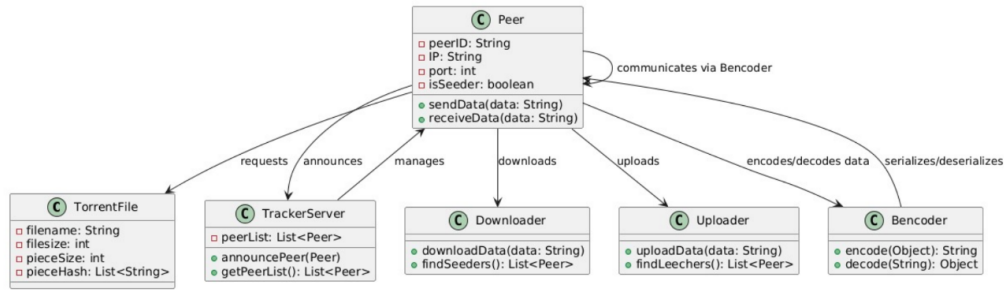 C Peer
peerID: String
IP: String
port: int
isSeeder: boolean
sendData(data: String)
receiveData(data: String)
communicates via Bencoder
requests
announces
manages
downloads
uploads
encodes/decodes data
serializes/deserializes
C TorrentFile
filename: String
filesize: int
pieceSize: int
pieceHash: List<String>
C TrackerServer
peerList: List<Peer>
announcePeer(Peer)
getPeerList(): List<Peer>
C Downloader
downloadData(data: String)
findSeeders(): List<Peer>
C Uploader
uploadData(data: String)
findLeechers(): List<Peer>
C Bencoder
encode(Object): String
decode(String): Object